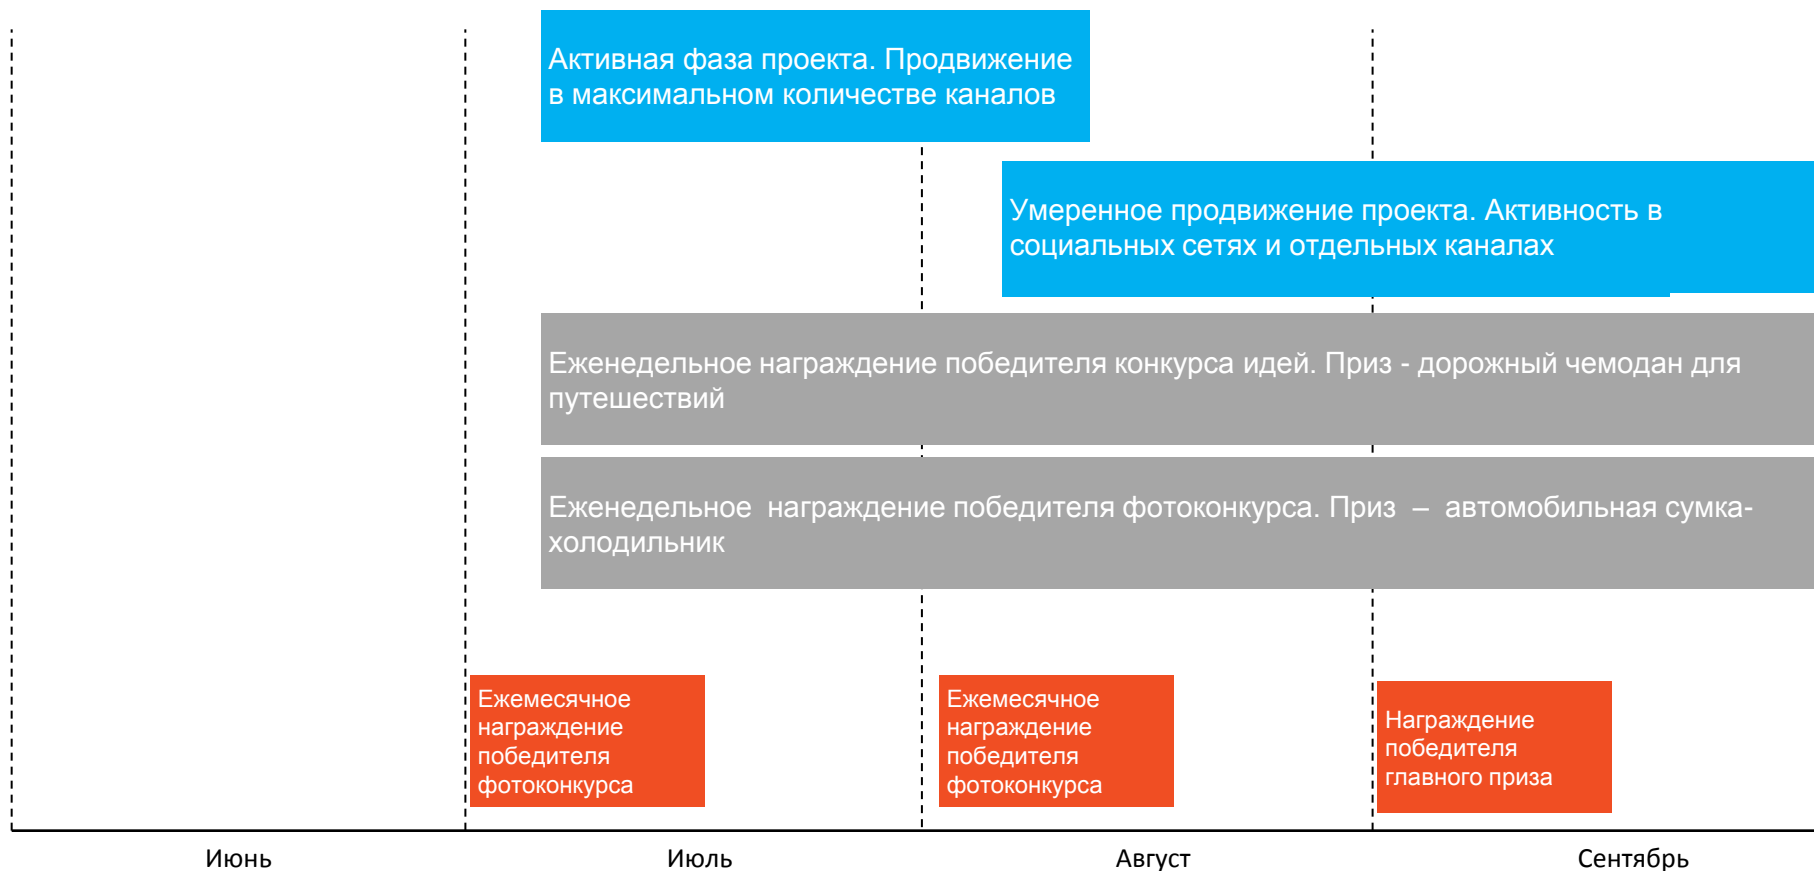 Активная фаза проекта. Продвижение
в максимальном количестве каналов
Умеренное продвижение проекта. Активность в
социальных сетях и отдельных каналах
Еженедельное награждение победителя конкурса идей. Приз - дорожный чемодан для
путешествий
Еженедельное  награждение победителя фотоконкурса. Приз  –  автомобильная сумка-
холодильник
Ежемесячное
награждение
победителя
фотоконкурса
Ежемесячное
награждение
победителя
фотоконкурса
Награждение
победителя
главного приза
Июнь
Июль
Август
Сентябрь